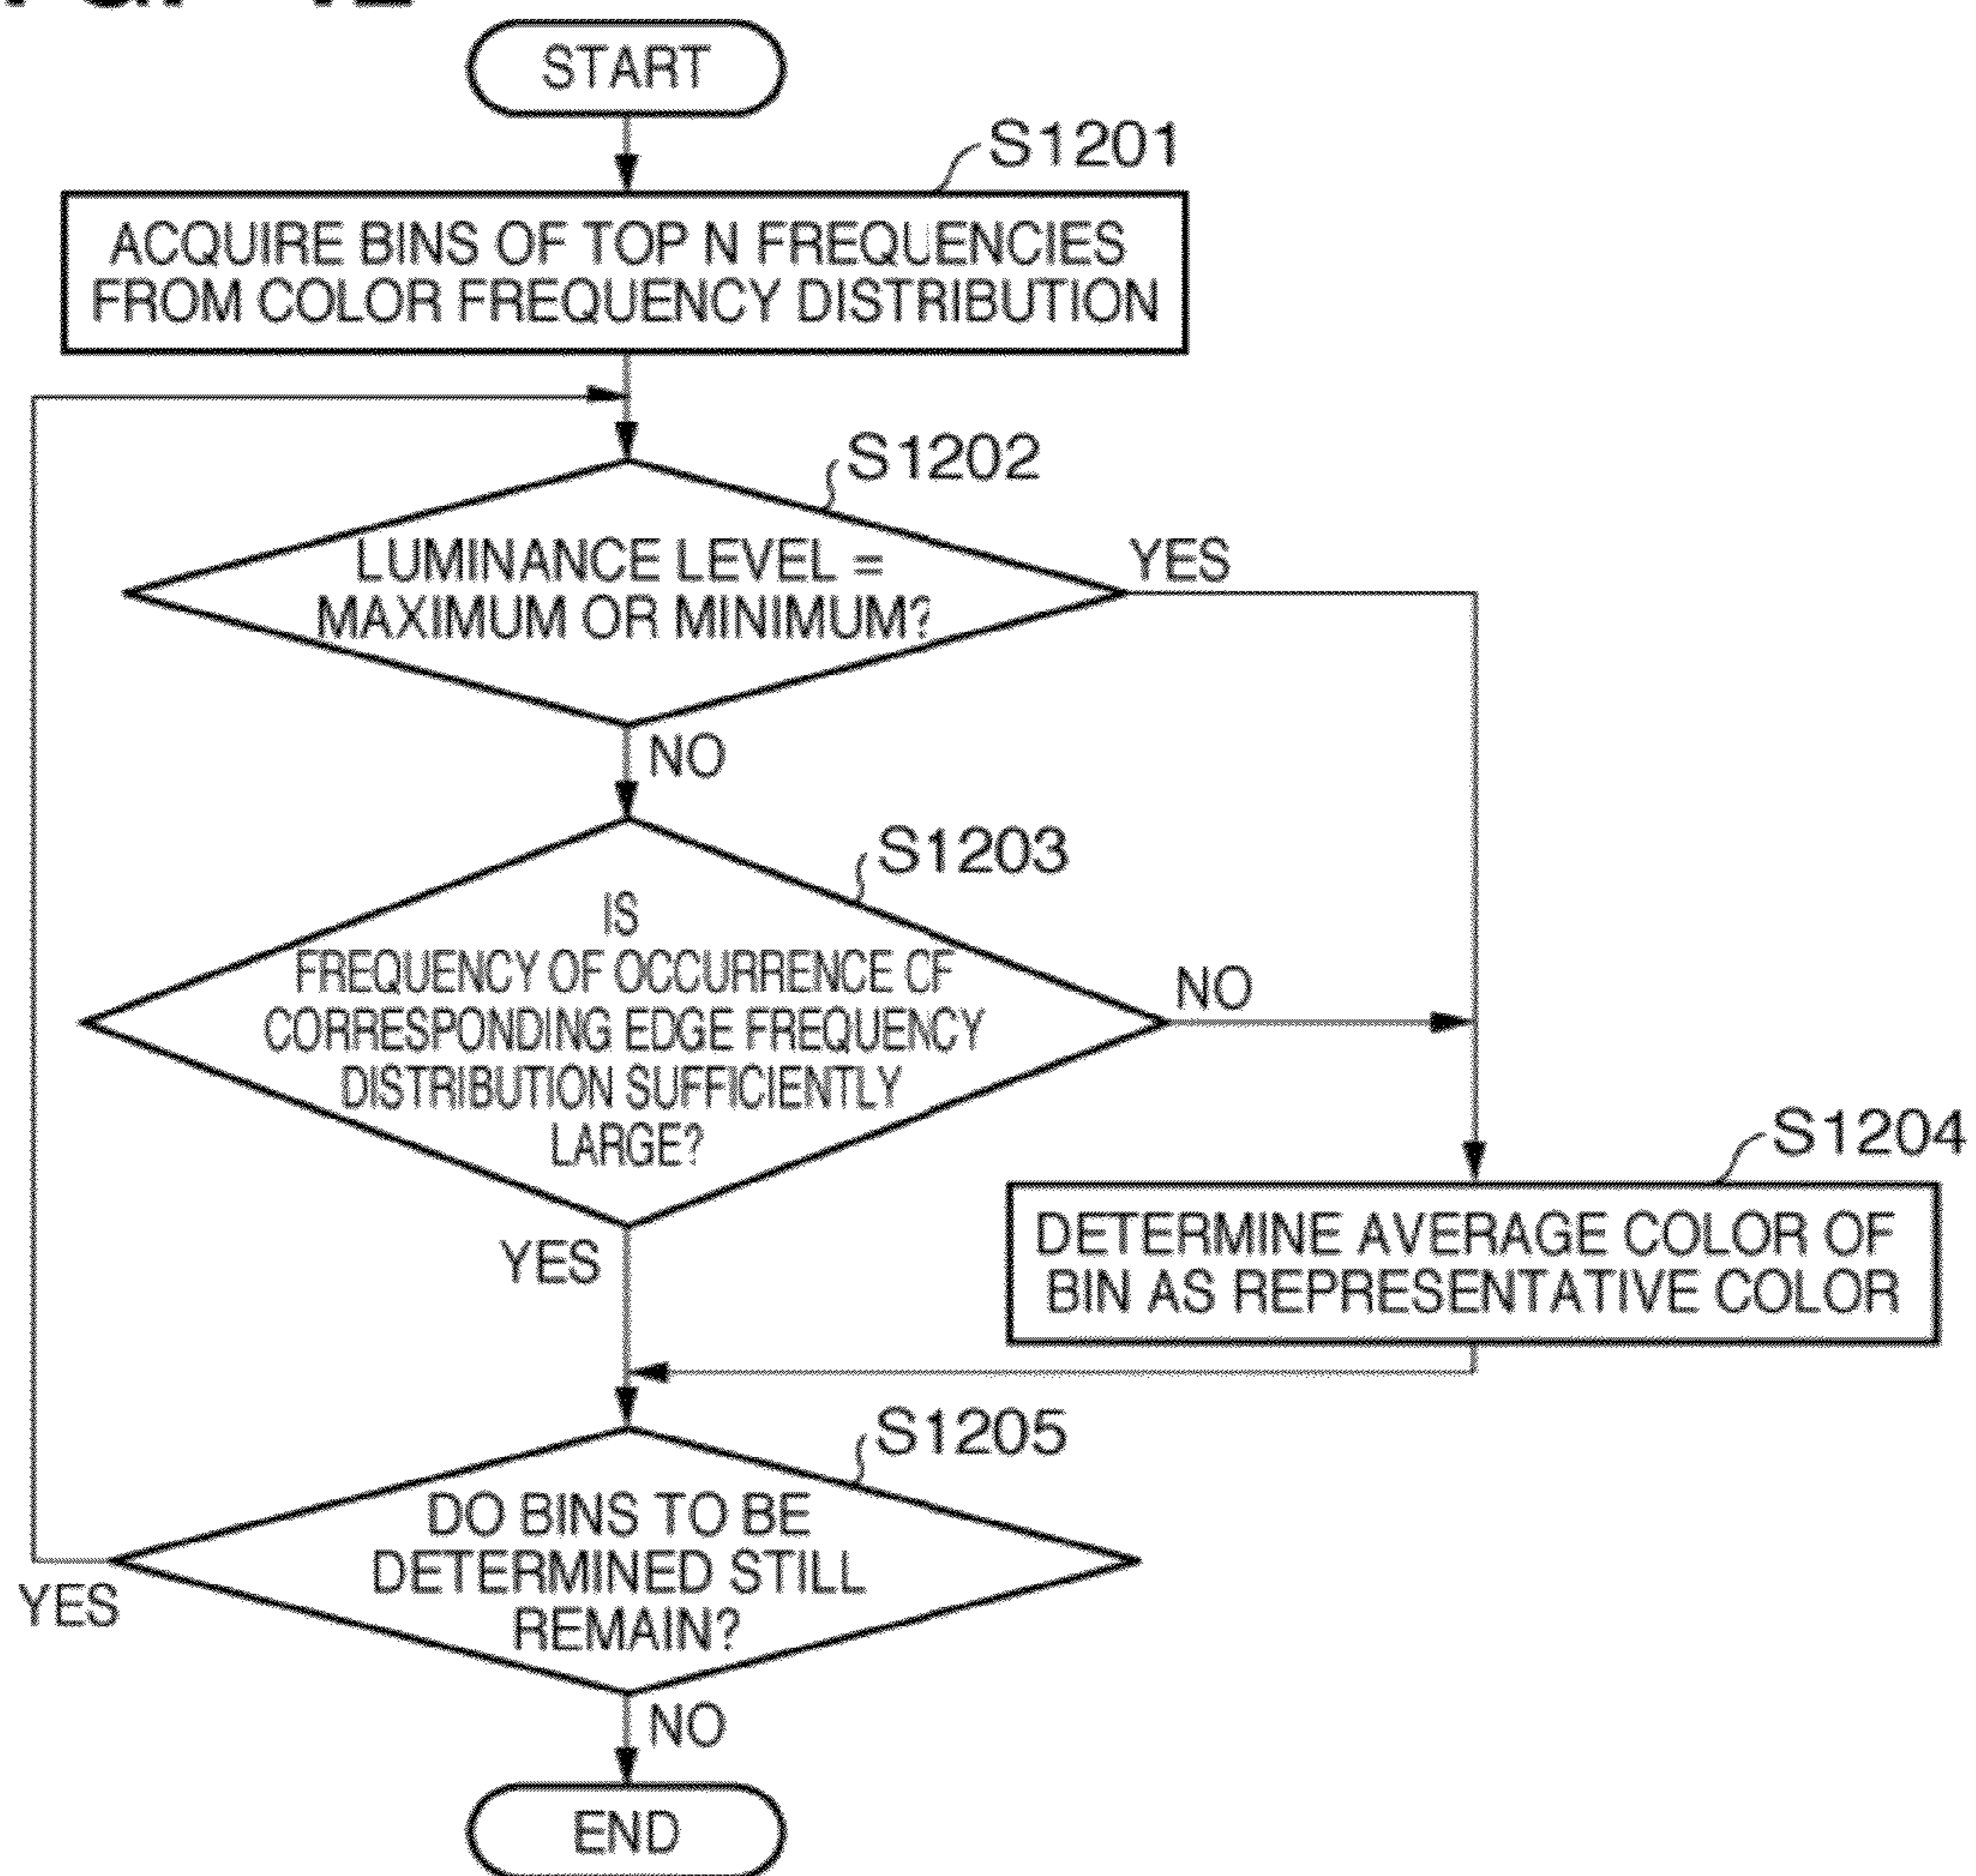 START
S1201
ACQUIRE BINS OF TOP N FREQUENCIES
FROM COLOR FREQUENCY DISTRIBUTION
S1202
LUMINANCE LEVEL =
MAXIMUM OR MINIMUM?
YES
NO
S1203
IS
FREQUENCY OF OCCURRENCE OF
CORRESPONDING EDGE FREQUENCY
DISTRIBUTION SUFFICIENTLY
LARGE?
NO
YES
S1204
DETERMINE AVERAGE COLOR OF
BIN AS REPRESENTATIVE COLOR
S1205
DO BINS TO BE
DETERMINED STILL
REMAIN?
YES
NO
END